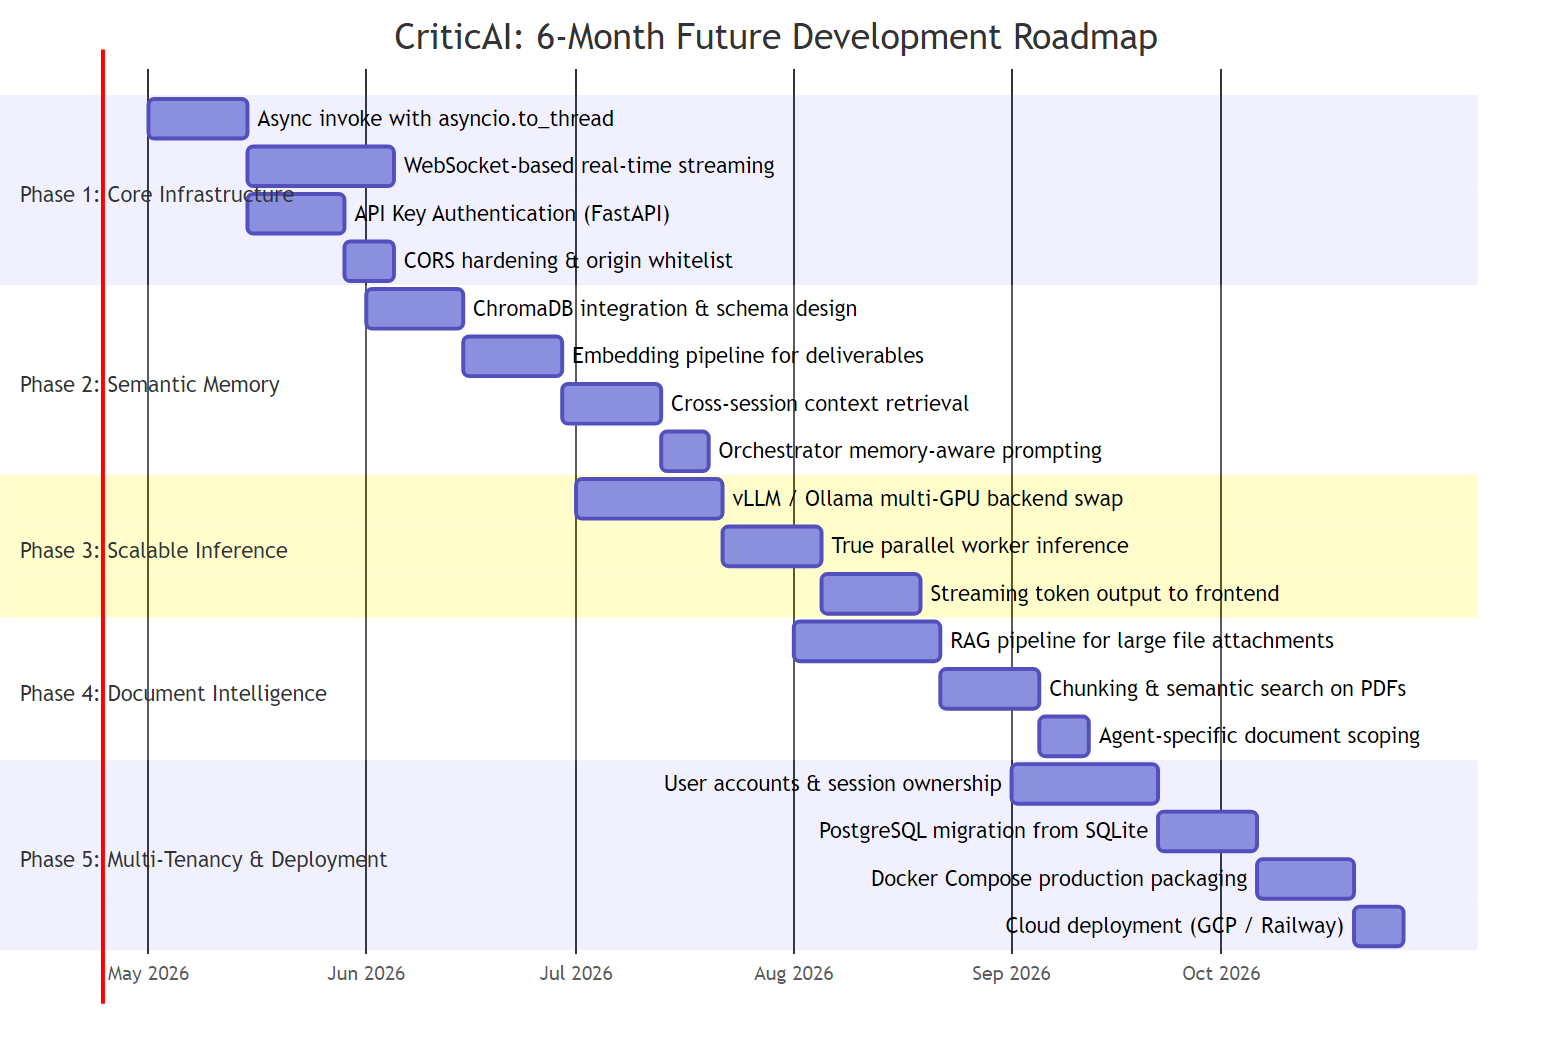 CriticAI: 6-Month Future Development Roadmap
Async invoke with asyncio.to_thread
WebSocket-based real-time streaming
Phase 1: Core Infrastructure
API Key Authentication (FastAPI)
CORS hardening & origin whitelist
ChromaDB integration & schema design
Embedding pipeline for deliverables
Phase 2: Semantic Memory
Cross-session context retrieval
Orchestrator memory-aware prompting
vLLM / Ollama multi-GPU backend swap
Phase 3: Scalable Inference
True parallel worker inference
Streaming token output to frontend
RAG pipeline for large file attachments
Phase 4: Document Intelligence
Chunking & semantic search on PDFs
Agent-specific document scoping
User accounts & session ownership
PostgreSQL migration from SQLite
Phase 5: Multi-Tenancy & Deployment
Docker Compose production packaging
Cloud deployment (GCP / Railway)
May 2026 Jun 2026 Jul 2026 Aug 2026 Sep 2026 Oct 2026